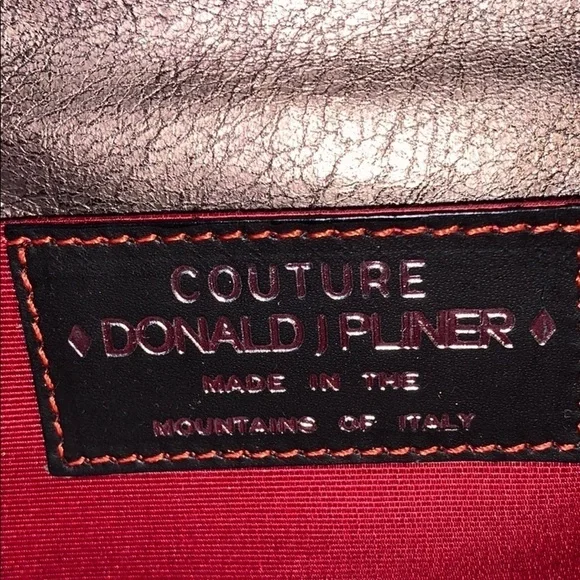 COUTURE
♦ DONALD J PLINER ♦
MADE IN THE
MOUNTAINS OF ITALY